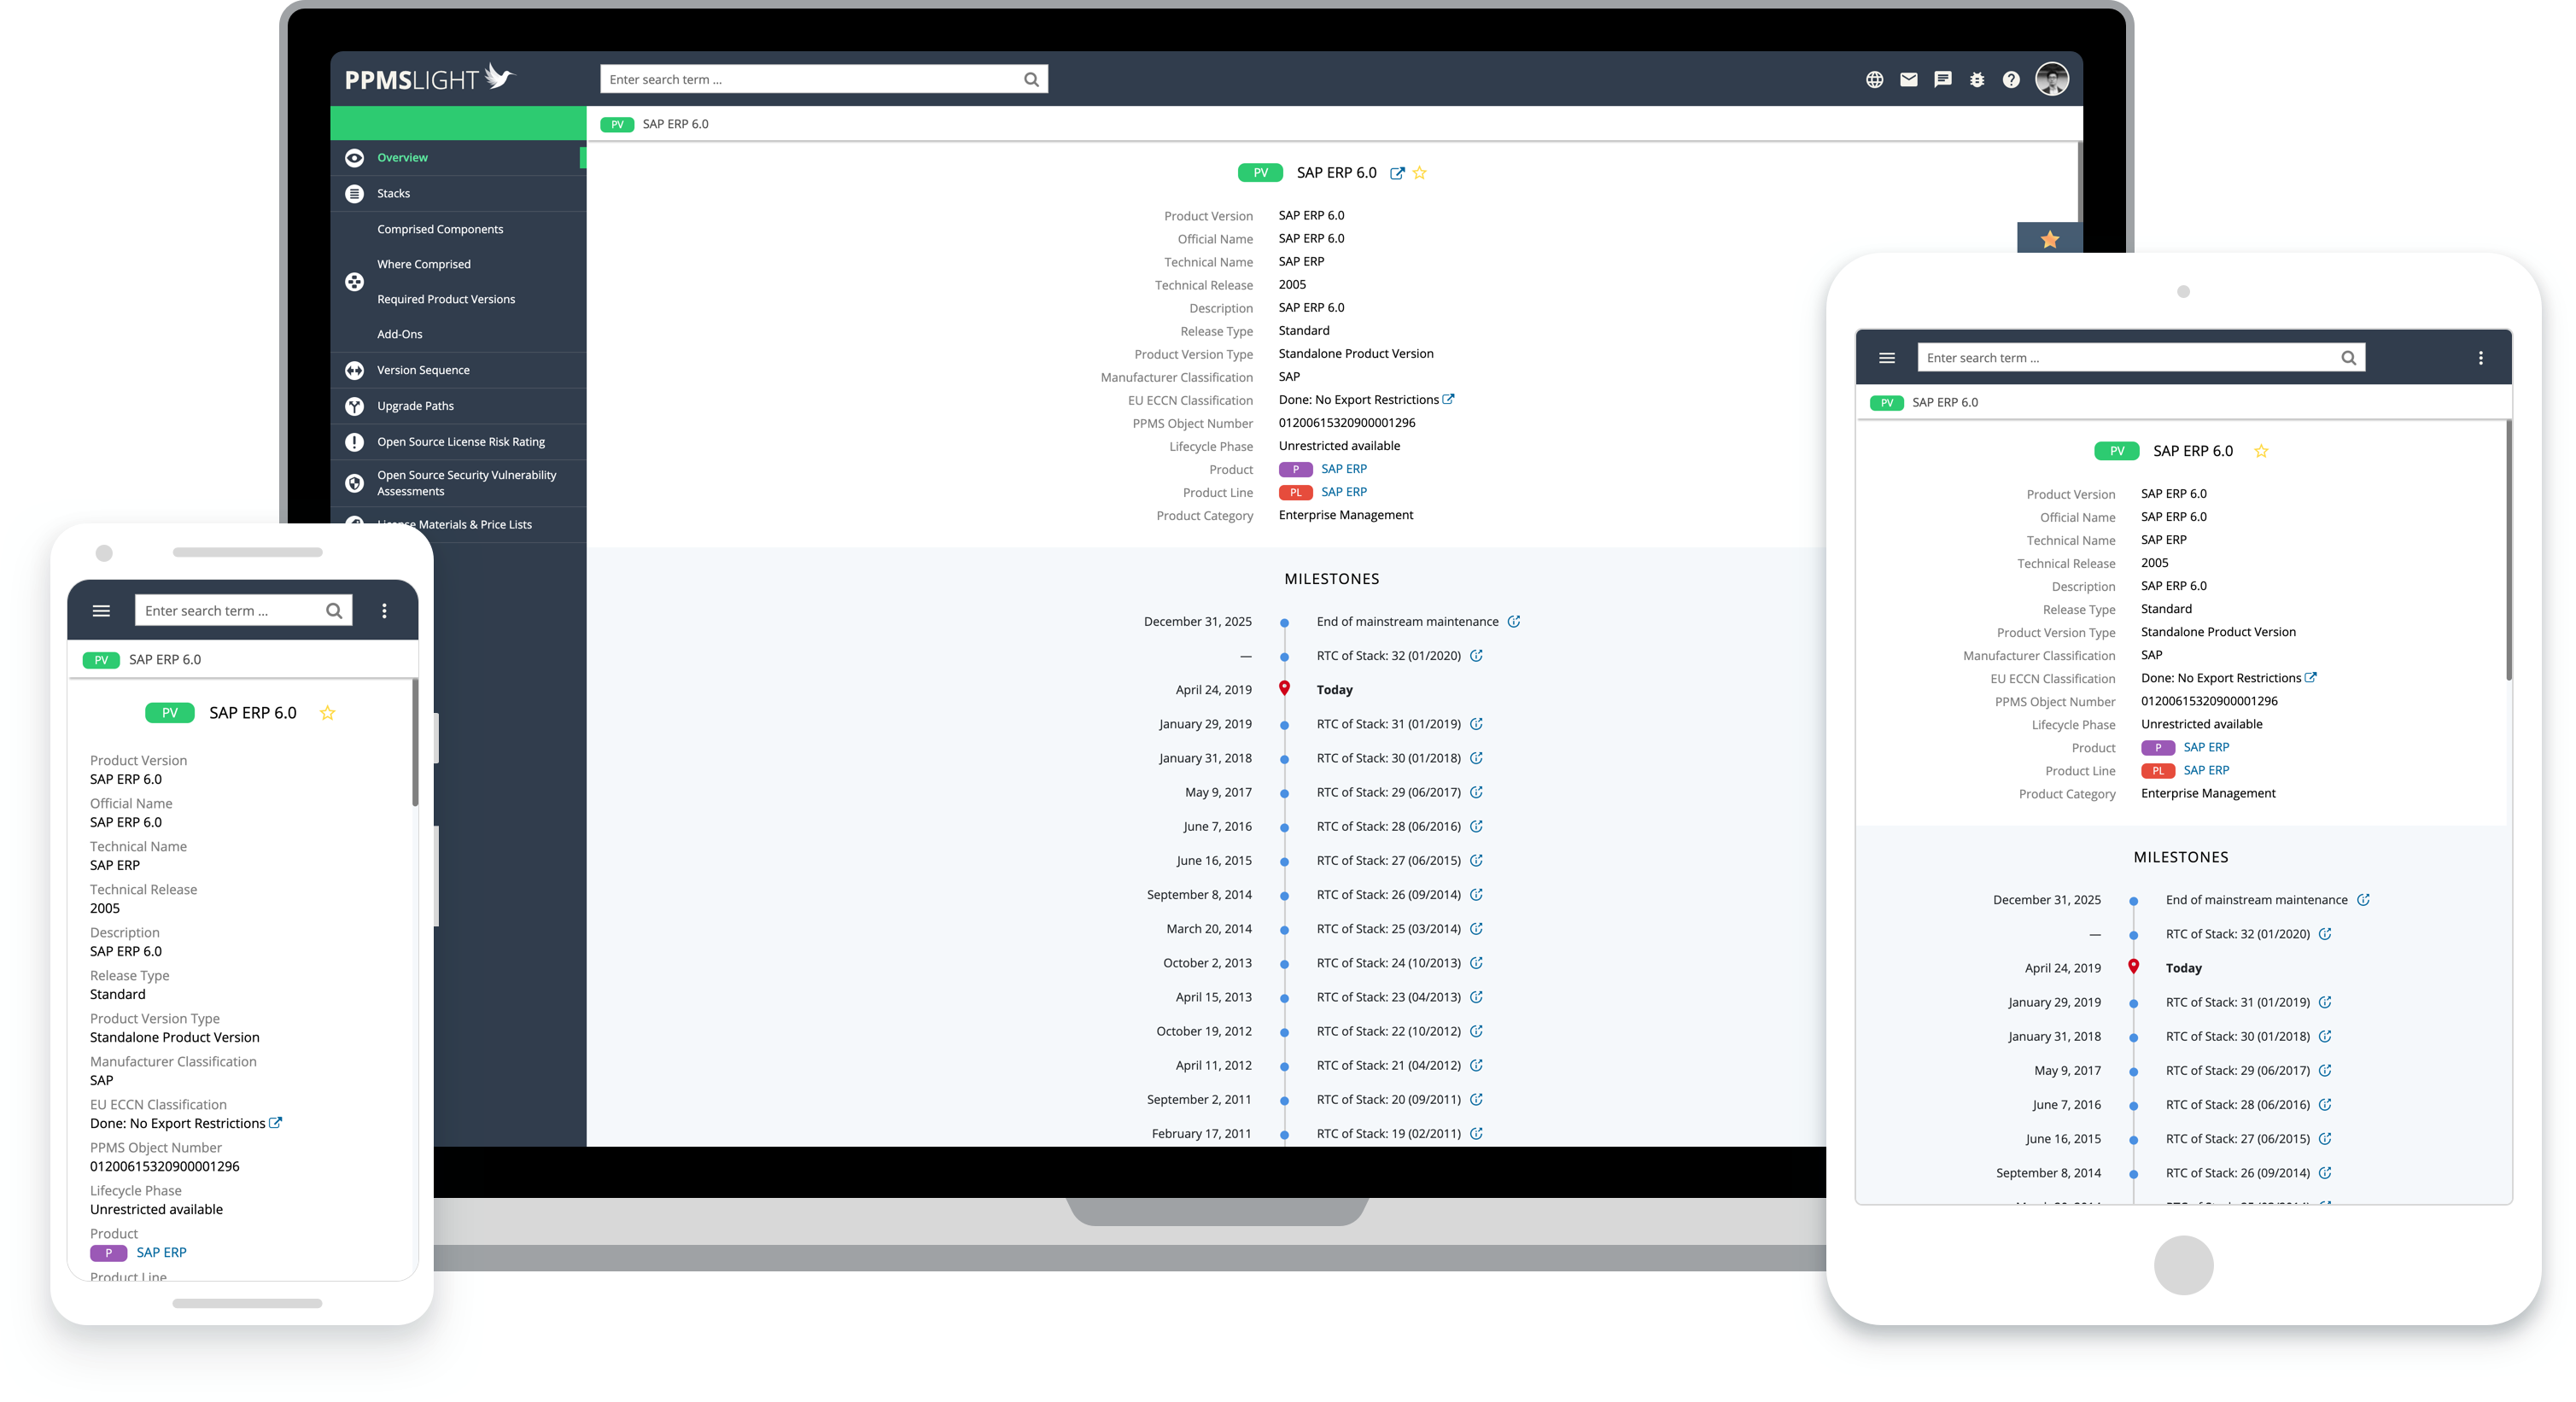 PPMSLIGHT
Enter search term ...
PV SAP ERP 6.0
Overview
Stacks
Comprised Components
Where Comprised
Required Product Versions
Add-Ons
Version Sequence
Upgrade Paths
Open Source License Risk Rating
Open Source Security Vulnerability
Assessments
License Materials & Price Lists
PV SAP ERP 6.0
Product Version SAP ERP 6.0
Official Name SAP ERP 6.0
Technical Name SAP ERP
Technical Release 2005
Description SAP ERP 6.0
Release Type Standard
Product Version Type Standalone Product Version
Manufacturer Classification SAP
EU ECCN Classification Done: No Export Restrictions
PPMS Object Number 01200615320900001296
Lifecycle Phase Unrestricted available
Product P SAP ERP
Product Line PL SAP ERP
Product Category Enterprise Management
MILESTONES
December 31, 2025 End of mainstream maintenance
— RTC of Stack: 32 (01/2020)
April 24, 2019 Today
January 29, 2019 RTC of Stack: 31 (01/2019)
January 31, 2018 RTC of Stack: 30 (01/2018)
May 9, 2017 RTC of Stack: 29 (06/2017)
June 7, 2016 RTC of Stack: 28 (06/2016)
June 16, 2015 RTC of Stack: 27 (06/2015)
September 8, 2014 RTC of Stack: 26 (09/2014)
March 20, 2014 RTC of Stack: 25 (03/2014)
October 2, 2013 RTC of Stack: 24 (10/2013)
April 15, 2013 RTC of Stack: 23 (04/2013)
October 19, 2012 RTC of Stack: 22 (10/2012)
April 11, 2012 RTC of Stack: 21 (04/2012)
September 2, 2011 RTC of Stack: 20 (09/2011)
February 17, 2011 RTC of Stack: 19 (02/2011)
Enter search term ...
PV SAP ERP 6.0
PV SAP ERP 6.0
Product Version
SAP ERP 6.0
Official Name
SAP ERP 6.0
Technical Name
SAP ERP
Technical Release
2005
Description
SAP ERP 6.0
Release Type
Standard
Product Version Type
Standalone Product Version
Manufacturer Classification
SAP
EU ECCN Classification
Done: No Export Restrictions
PPMS Object Number
01200615320900001296
Lifecycle Phase
Unrestricted available
Product
P SAP ERP
Product Line
Enter search term ...
PV SAP ERP 6.0
PV SAP ERP 6.0
Product Version SAP ERP 6.0
Official Name SAP ERP 6.0
Technical Name SAP ERP
Technical Release 2005
Description SAP ERP 6.0
Release Type Standard
Product Version Type Standalone Product Version
Manufacturer Classification SAP
EU ECCN Classification Done: No Export Restrictions
PPMS Object Number 01200615320900001296
Lifecycle Phase Unrestricted available
Product P SAP ERP
Product Line PL SAP ERP
Product Category Enterprise Management
MILESTONES
December 31, 2025 End of mainstream maintenance
— RTC of Stack: 32 (01/2020)
April 24, 2019 Today
January 29, 2019 RTC of Stack: 31 (01/2019)
January 31, 2018 RTC of Stack: 30 (01/2018)
May 9, 2017 RTC of Stack: 29 (06/2017)
June 7, 2016 RTC of Stack: 28 (06/2016)
June 16, 2015 RTC of Stack: 27 (06/2015)
September 8, 2014 RTC of Stack: 26 (09/2014)